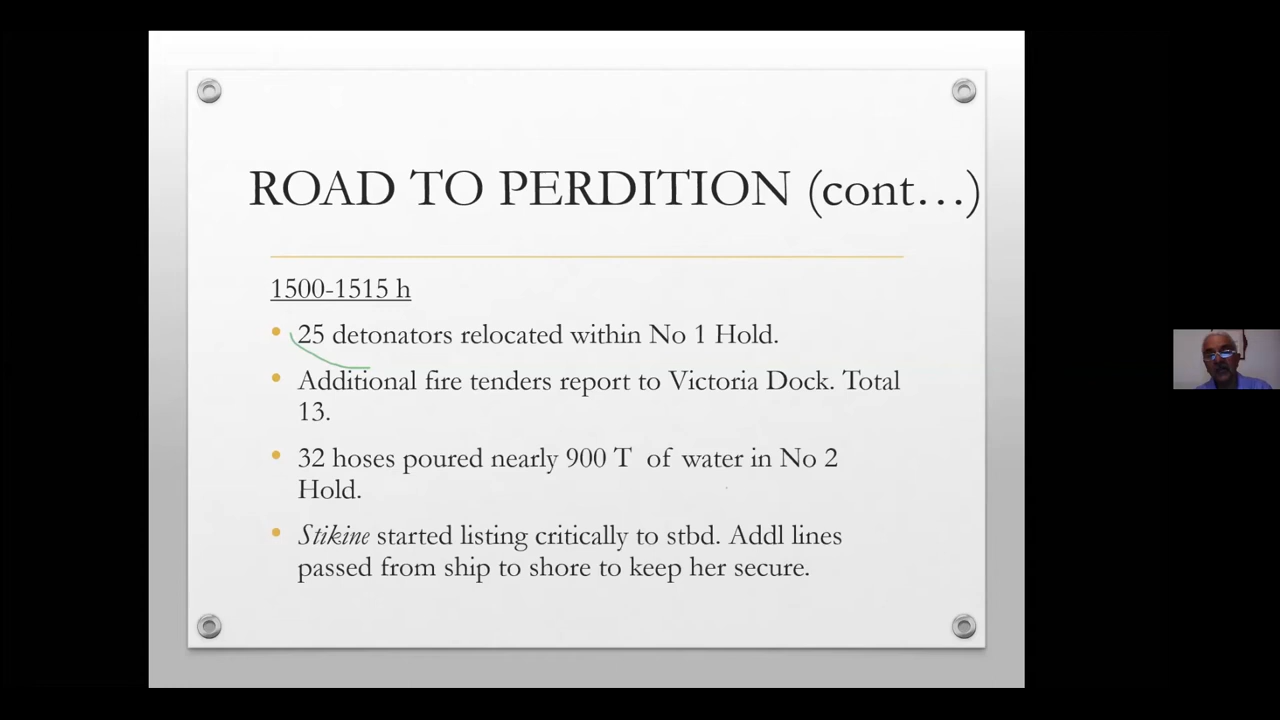 ROAD TO PERDITION (cont…)
1500-1515 h
• 25 detonators relocated within No 1 Hold.
• Additional fire tenders report to Victoria Dock. Total
13.
• 32 hoses poured nearly 900 T of water in No 2
Hold.
• Stikine started listing critically to stbd. Addl lines
passed from ship to shore to keep her secure.